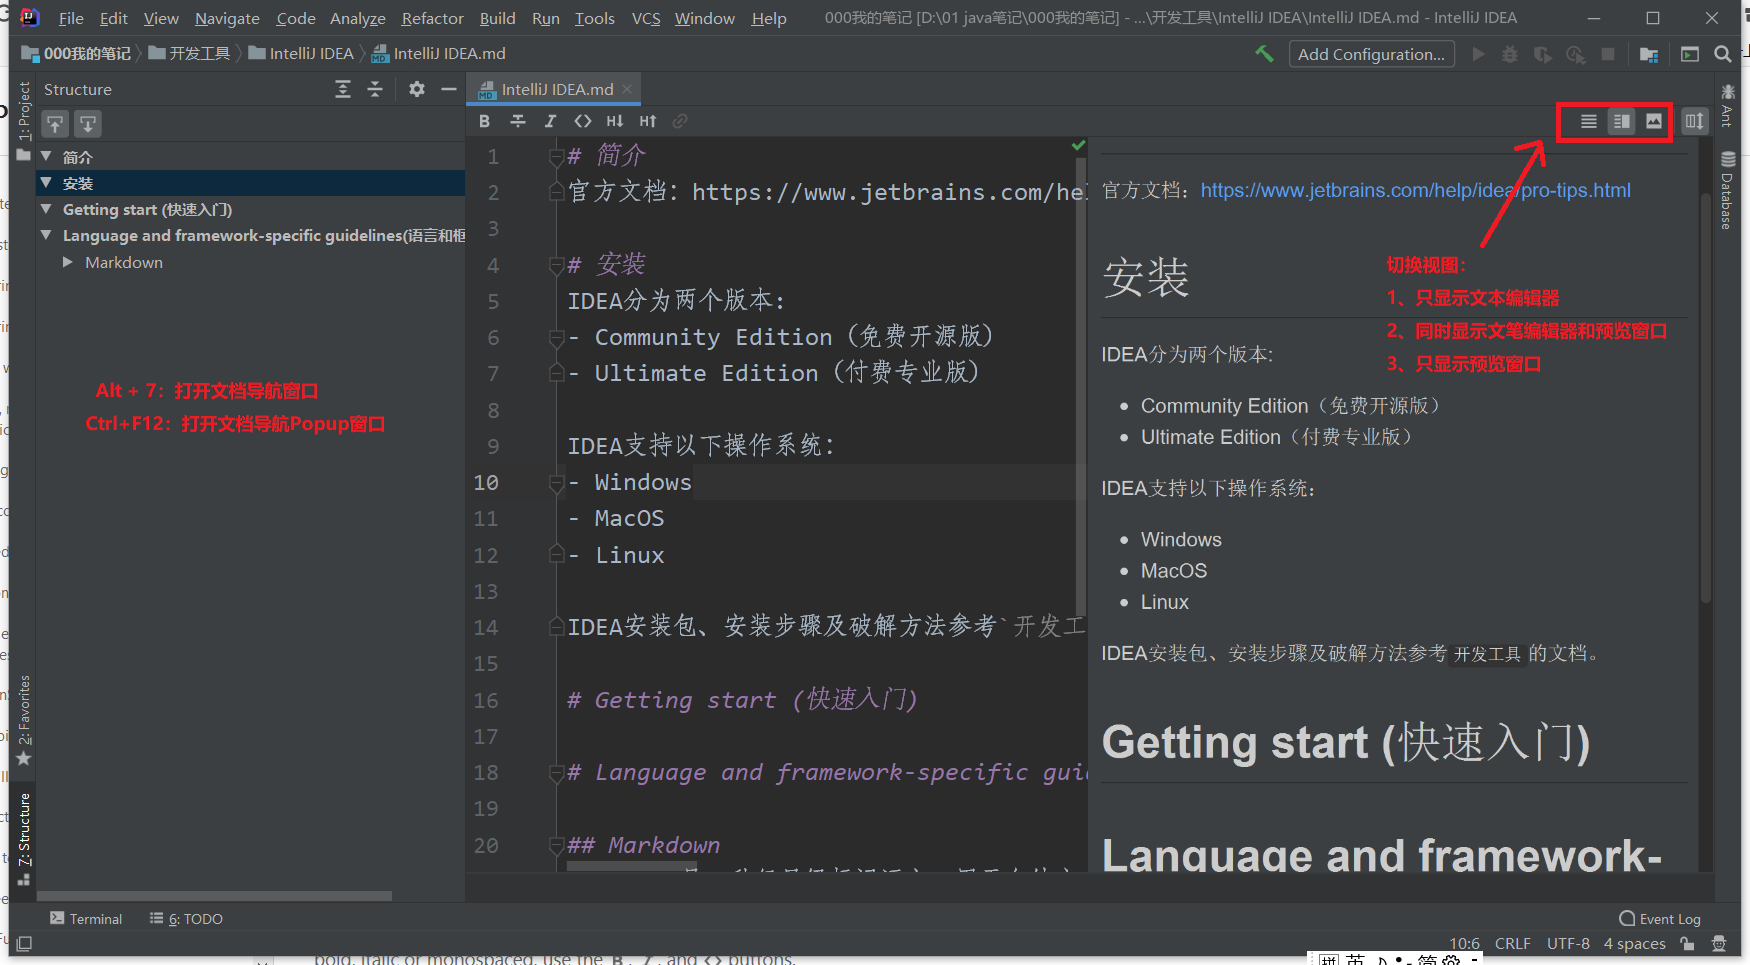 File Edit View Navigate Code Analyze Refactor Build Run Tools VCS Window Help 000我的笔记 [D:\01 java笔记\000我的笔记] - ...\开发工具\IntelliJ IDEA\IntelliJ IDEA.md - IntelliJ IDEA
000我的笔记 开发工具 IntelliJ IDEA IntelliJ IDEA.md Add Configuration...
Structure
IntelliJ IDEA.md
B I <> H↓ H↑
1: Project
2: Favorites
7: Structure
Ant
Database
简介
安装
Getting start (快速入门)
Language and framework-specific guidelines(语言和框
Markdown
Alt + 7：打开文档导航窗口
Ctrl+F12：打开文档导航Popup窗口
1 # 简介
2 官方文档：https://www.jetbrains.com/hel
3
4 # 安装
5 IDEA分为两个版本：
6 - Community Edition（免费开源版）
7 - Ultimate Edition（付费专业版）
8
9 IDEA支持以下操作系统：
10 - Windows
11 - MacOS
12 - Linux
13
14 IDEA安装包、安装步骤及破解方法参考`开发工
15
16 # Getting start (快速入门)
17
18 # Language and framework-specific guid
19
20 ## Markdown
官方文档：https://www.jetbrains.com/help/idea/pro-tips.html
安装
切换视图：
1、只显示文本编辑器
2、同时显示文笔编辑器和预览窗口
3、只显示预览窗口
IDEA分为两个版本：
Community Edition（免费开源版）
Ultimate Edition（付费专业版）
IDEA支持以下操作系统：
Windows
MacOS
Linux
IDEA安装包、安装步骤及破解方法参考 开发工具 的文档。
Getting start (快速入门)
Language and framework-
Terminal 6: TODO Event Log
10:6 CRLF UTF-8 4 spaces
bold, italic or monospaced, use the B, I, and <> buttons.
拼 英 简